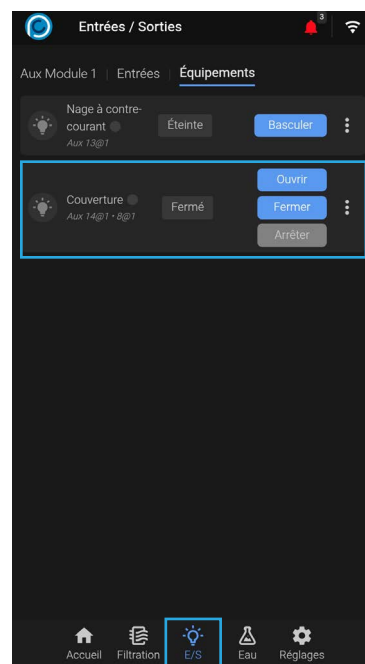 Entrées / Sorties
3
Aux Module 1 | Entrées | Équipements
Nage à contre-
courant
Éteinte
Basculer
Aux 13@1
Couverture
Aux 14@1 • 8@1
Fermé
Ouvrir
Fermer
Arrêter
Accueil Filtration E/S Eau Réglages